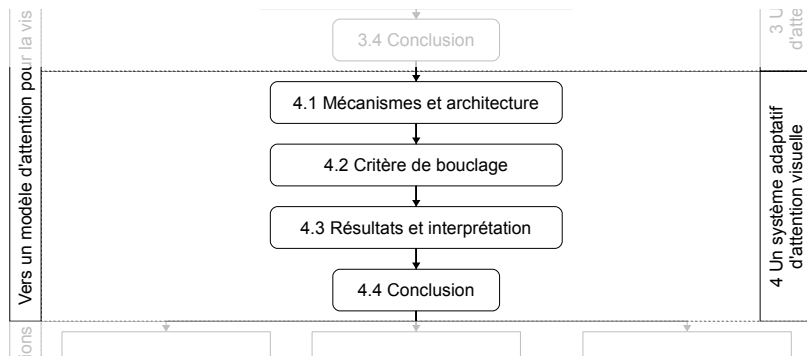 3.4 Conclusion
4.1 Mécanismes et architecture
4.2 Critère de bouclage
4.3 Résultats et interprétation
4.4 Conclusion
Vers un modèle d'attention pour la vis
4 Un système adaptatif
d'attention visuelle